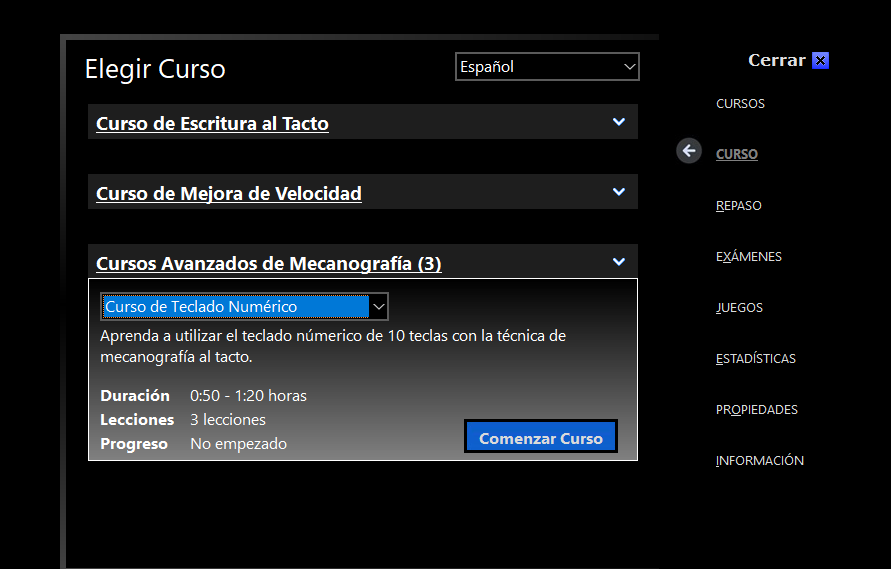 Elegir Curso
Español
Curso de Escritura al Tacto
Curso de Mejora de Velocidad
Cursos Avanzados de Mecanografía (3)
Curso de Teclado Numérico
Aprenda a utilizar el teclado númerico de 10 teclas con la técnica de
mecanografía al tacto.
Duración 0:50 - 1:20 horas
Lecciones 3 lecciones
Progreso No empezado
Comenzar Curso
Cerrar
CURSOS
CURSO
REPASO
EXÁMENES
JUEGOS
ESTADÍSTICAS
PROPIEDADES
INFORMACIÓN